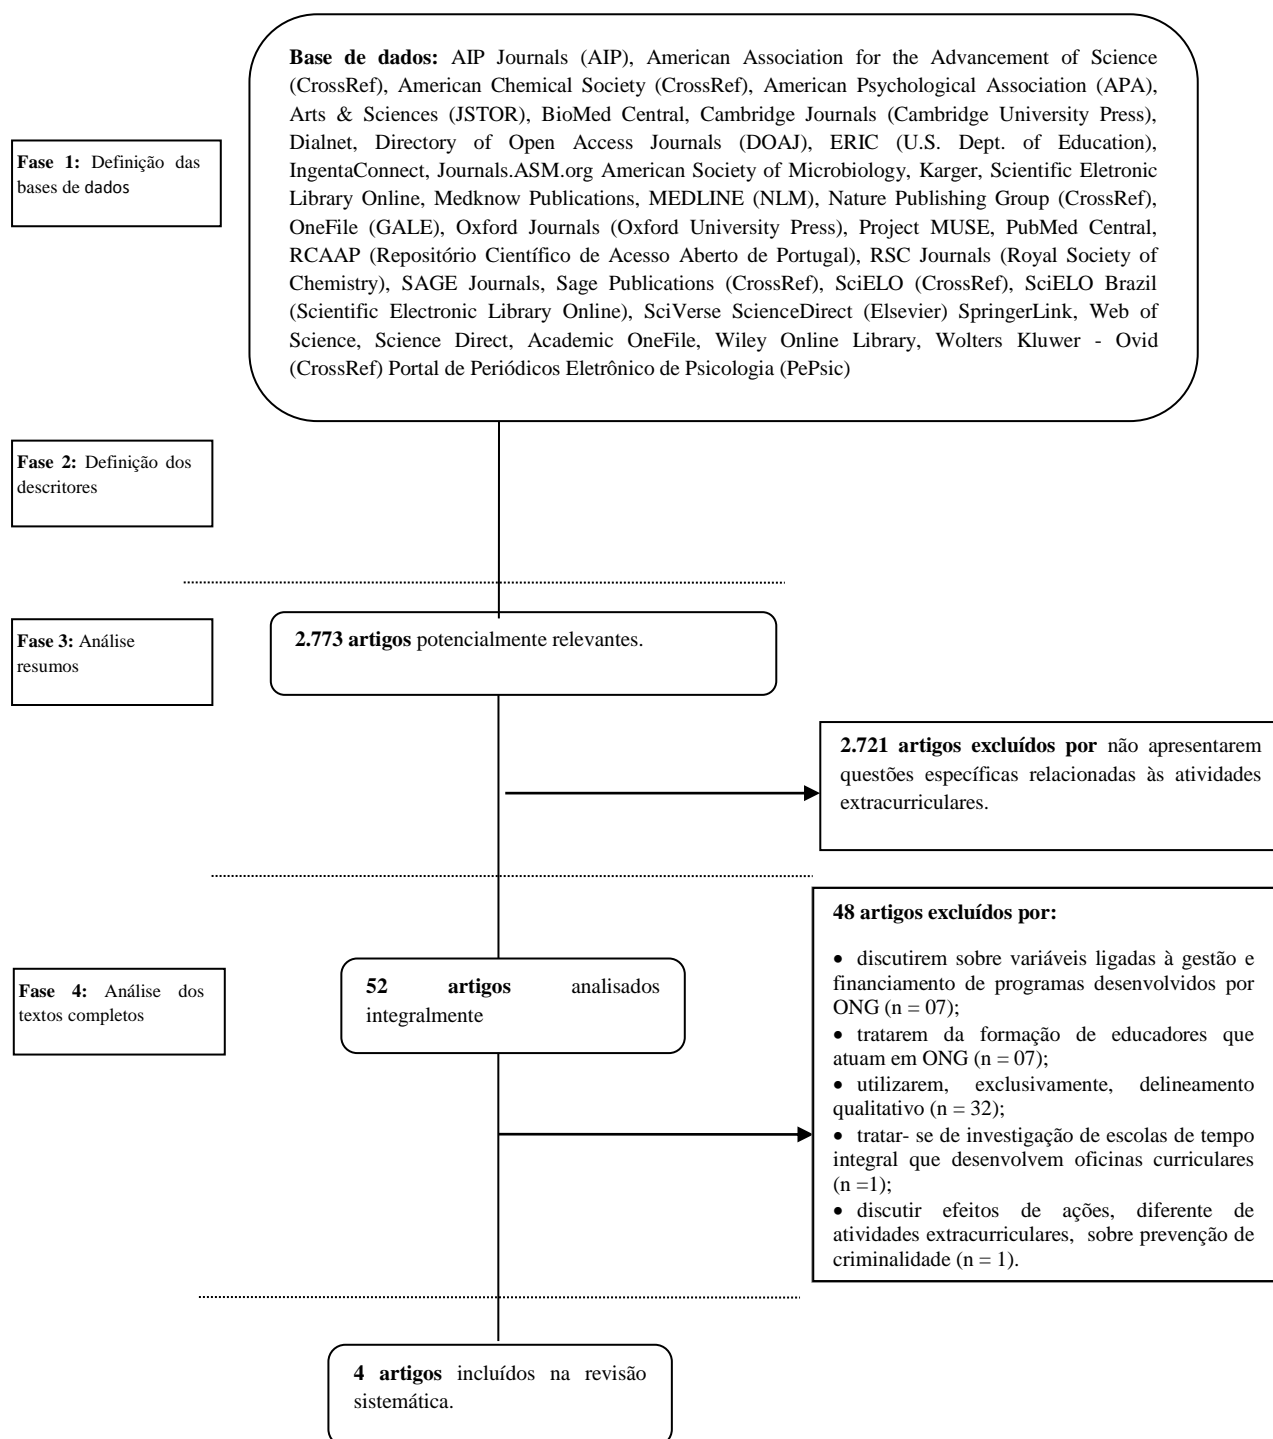 Base de dados: AIP Journals (AIP), American Association for the Advancement of Science
(CrossRef), American Chemical Society (CrossRef), American Psychological Association (APA),
Arts & Sciences (JSTOR), BioMed Central, Cambridge Journals (Cambridge University Press),
Dialnet, Directory of Open Access Journals (DOAJ), ERIC (U.S. Dept. of Education),
IngentaConnect, Journals.ASM.org American Society of Microbiology, Karger, Scientific Eletronic
Library Online, Medknow Publications, MEDLINE (NLM), Nature Publishing Group (CrossRef),
OneFile (GALE), Oxford Journals (Oxford University Press), Project MUSE, PubMed Central,
RCAAP (Repositório Científico de Acesso Aberto de Portugal), RSC Journals (Royal Society of
Chemistry), SAGE Journals, Sage Publications (CrossRef), SciELO (CrossRef), SciELO Brazil
(Scientific Electronic Library Online), SciVerse ScienceDirect (Elsevier) SpringerLink, Web of
Science, Science Direct, Academic OneFile, Wiley Online Library, Wolters Kluwer - Ovid
(CrossRef) Portal de Periódicos Eletrônico de Psicologia (PePsic)
Fase 1: Definição das
bases de dados
Fase 2: Definição dos
descritores
Fase 3: Análise
resumos
2.773 artigos potencialmente relevantes.
2.721 artigos excluídos por não apresentarem
questões específicas relacionadas às atividades
extracurriculares.
Fase 4: Análise dos
textos completos
52 artigos analisados
integralmente
48 artigos excluídos por:
• discutirem sobre variáveis ligadas à gestão e
financiamento de programas desenvolvidos por
ONG (n = 07);
• tratarem da formação de educadores que
atuam em ONG (n = 07);
• utilizarem, exclusivamente, delineamento
qualitativo (n = 32);
• tratar- se de investigação de escolas de tempo
integral que desenvolvem oficinas curriculares
(n =1);
• discutir efeitos de ações, diferente de
atividades extracurriculares, sobre prevenção de
criminalidade (n = 1).
4 artigos incluídos na revisão
sistemática.